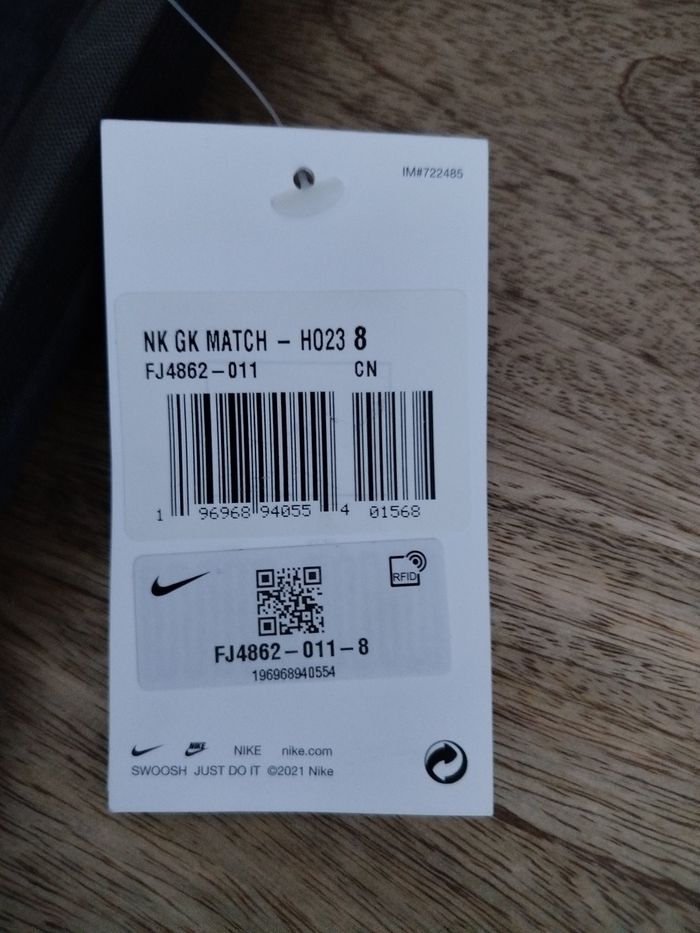 IM#722485
NK GK MATCH – HO23 8
FJ4862-011 CN
1 96968 94055 4 01568
RFID
FJ4862-011-8
196968940554
NIKE NIKE nike.com
SWOOSH JUST DO IT ©2021 Nike